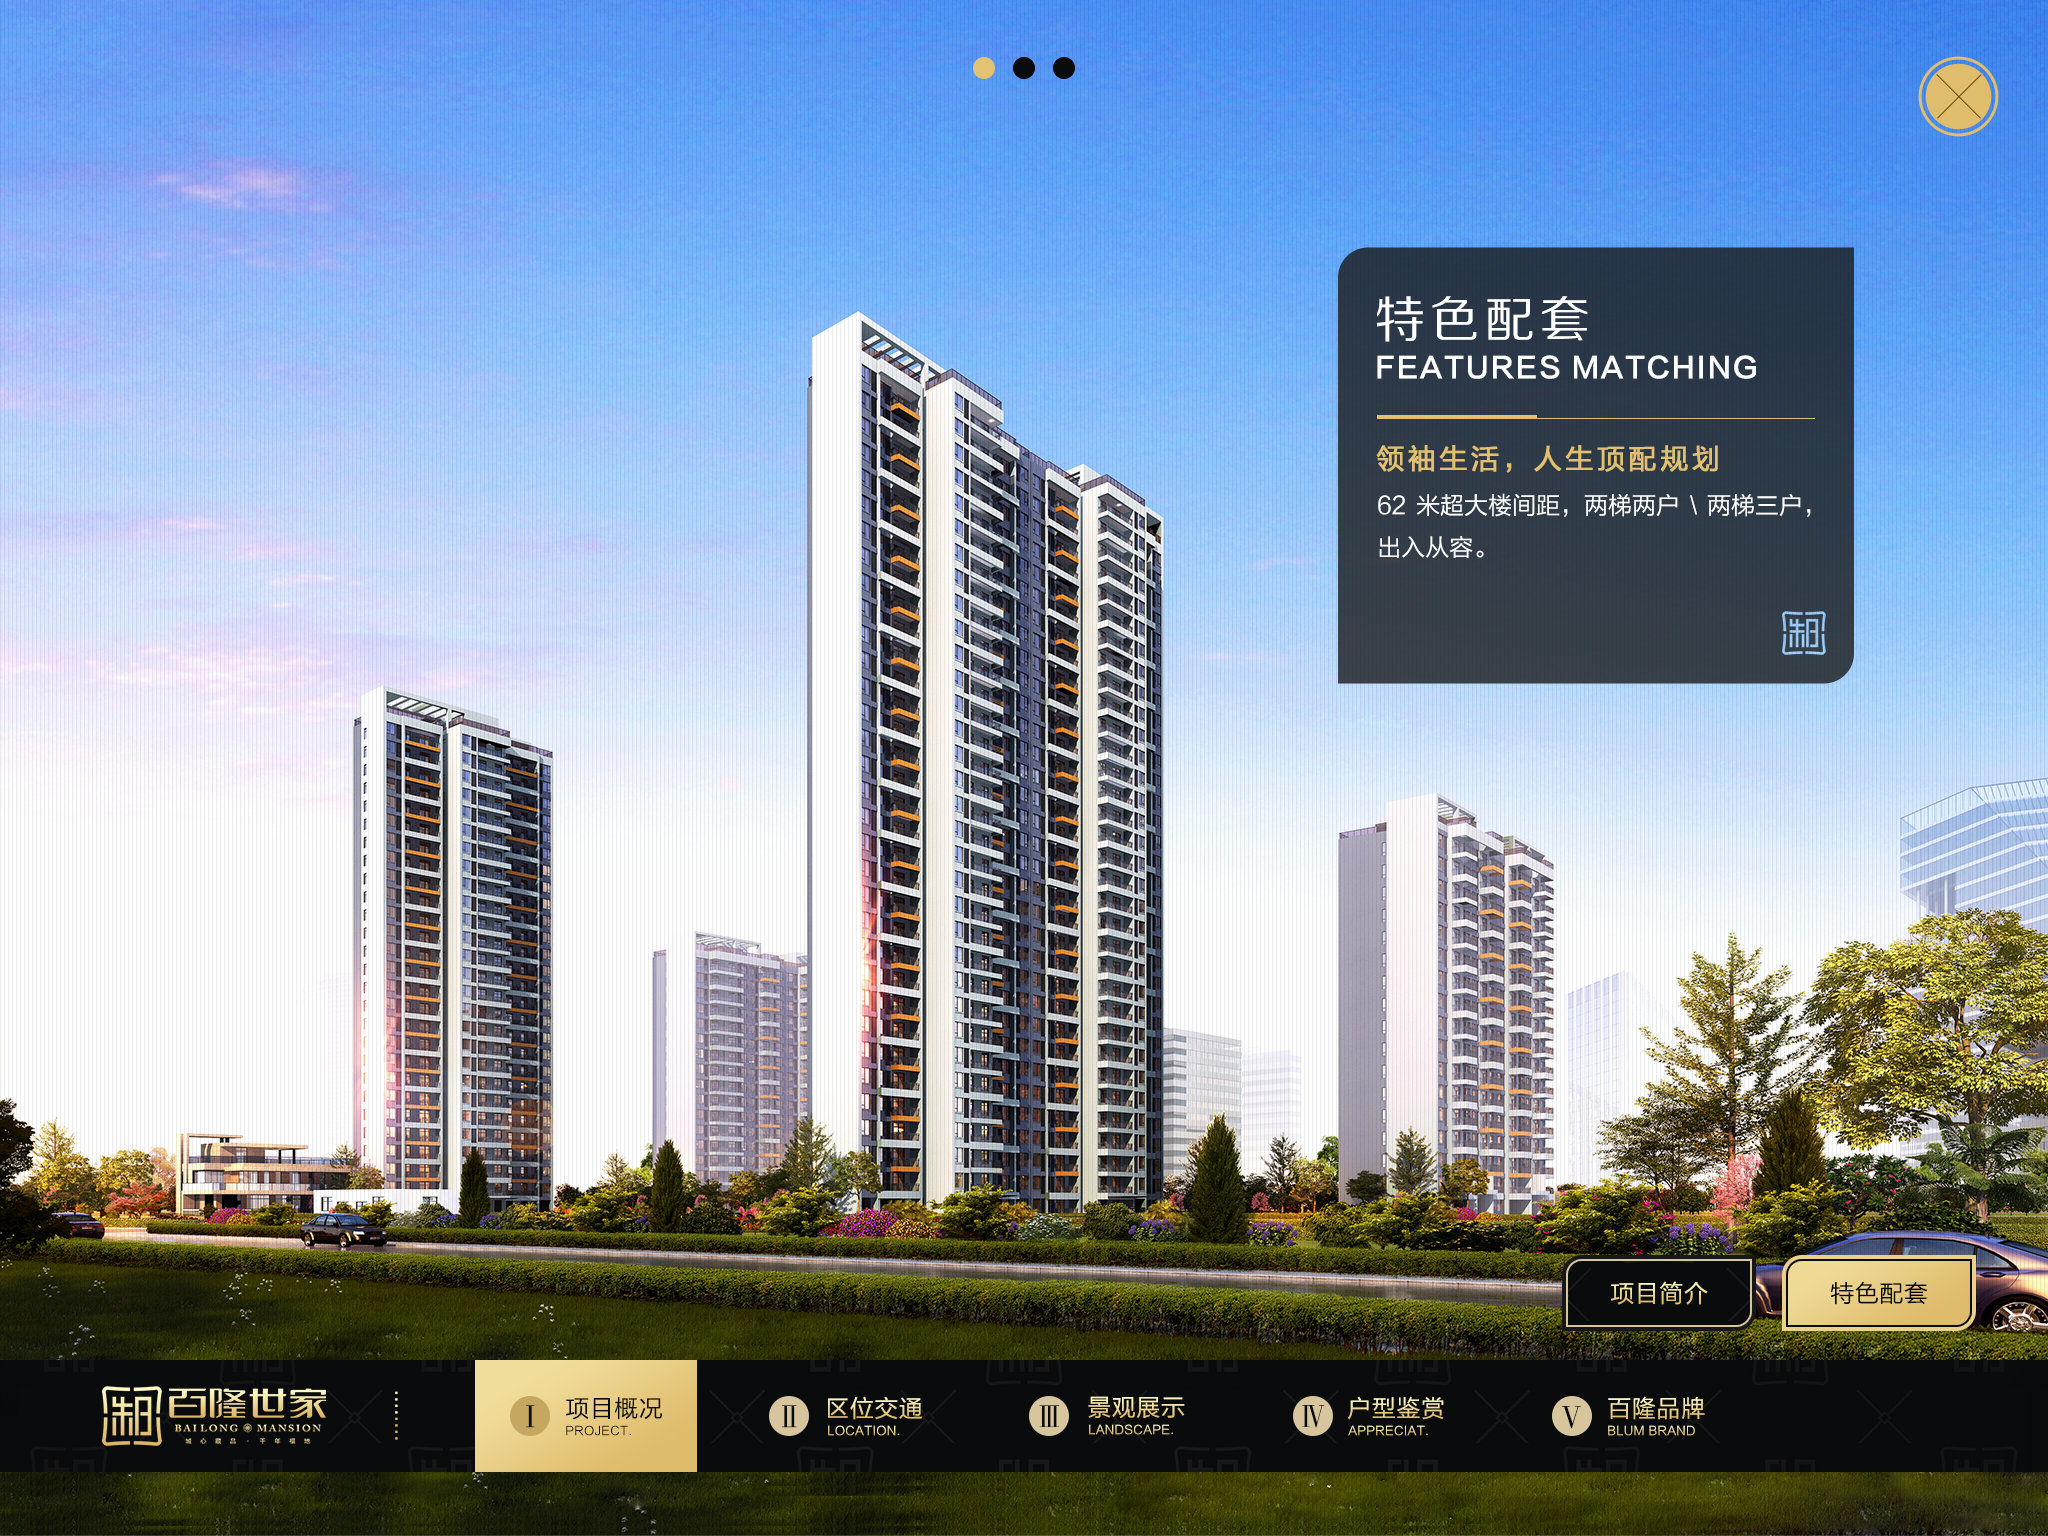 特色配套
FEATURES MATCHING
领袖生活，人生顶配规划
62 米超大楼间距，两梯两户 \ 两梯三户，
出入从容。
项目简介
特色配套
百隆世家
BAILONG MANSION
Ⅰ 项目概况
PROJECT.
Ⅱ 区位交通
LOCATION.
Ⅲ 景观展示
LANDSCAPE.
Ⅳ 户型鉴赏
APPRECIAT.
Ⅴ 百隆品牌
BLUM BRAND